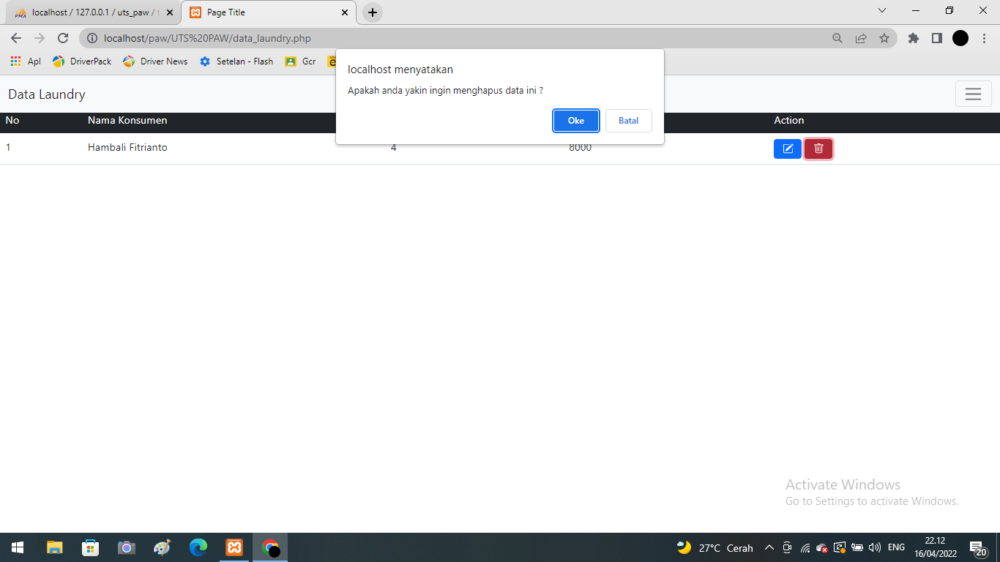 localhost / 127.0.0.1 / uts_paw / t
Page Title
localhost/paw/UTS%20PAW/data_laundry.php
Apl DriverPack Driver News Setelan - Flash Gcr
localhost menyatakan
Apakah anda yakin ingin menghapus data ini ?
Oke Batal
Data Laundry
No Nama Konsumen Action
1 Hambali Fitrianto 4 8000
Activate Windows
Go to Settings to activate Windows.
27°C Cerah ENG 22.12
16/04/2022 20